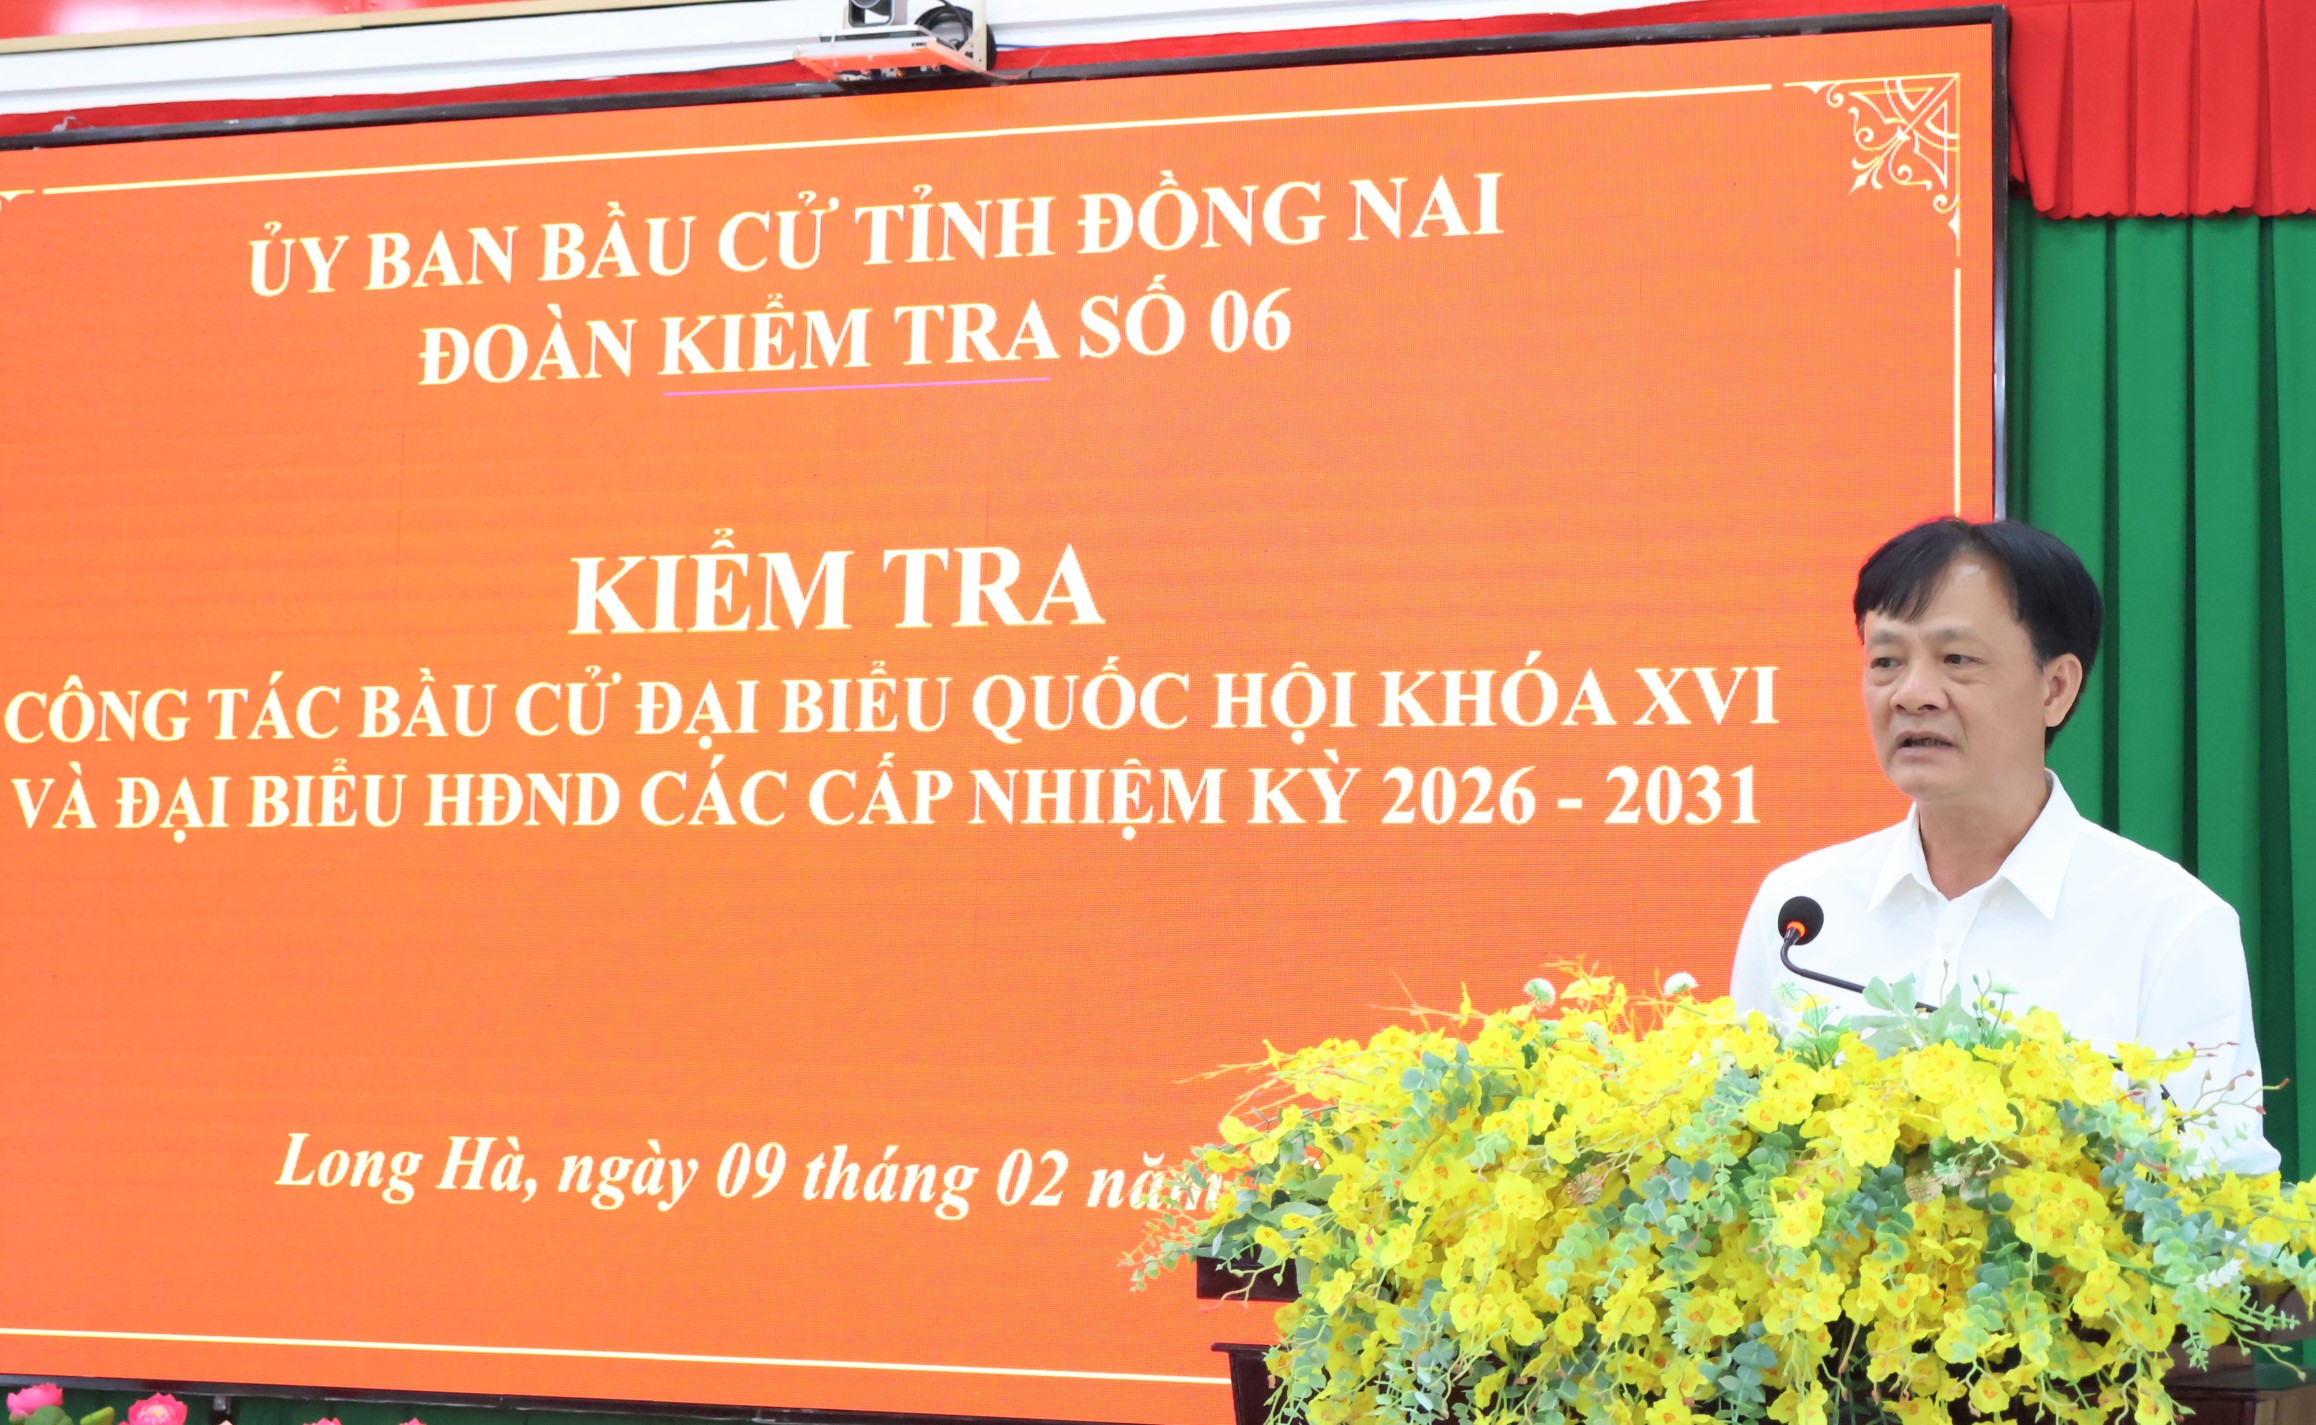 ỦY BAN BẦU CỬ TỈNH ĐỒNG NAI
ĐOÀN KIỂM TRA SỐ 06
KIỂM TRA
CÔNG TÁC BẦU CỬ ĐẠI BIỂU QUỐC HỘI KHÓA XVI
VÀ ĐẠI BIỂU HĐND CÁC CẤP NHIỆM KỲ 2026 - 2031
Long Hà, ngày 09 tháng 02 năm